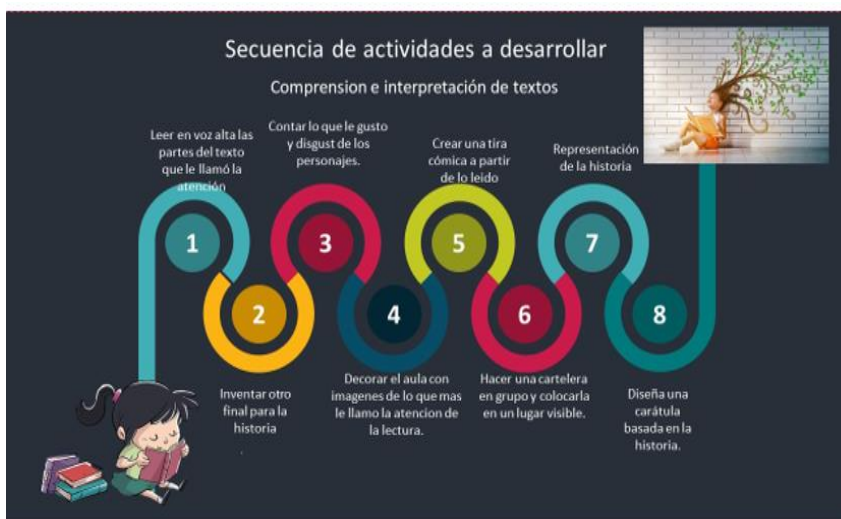 Secuencia de actividades a desarrollar
Comprension e interpretación de textos
Leer en voz alta las
partes del texto
que le llamó la
atención
1
Inventar otro
final para la
historia
.
2
Contar lo que le gusto
y disgust de los
personajes.
3
Decorar el aula con
imagenes de lo que mas
le llamo la atencion de
la lectura.
4
Crear una tira
cómica a partir
de lo leido
5
Hacer una cartelera
en grupo y colocarla
en un lugar visible.
6
Representación
de la historia
7
Diseña una
carátula
basada en la
historia.
8